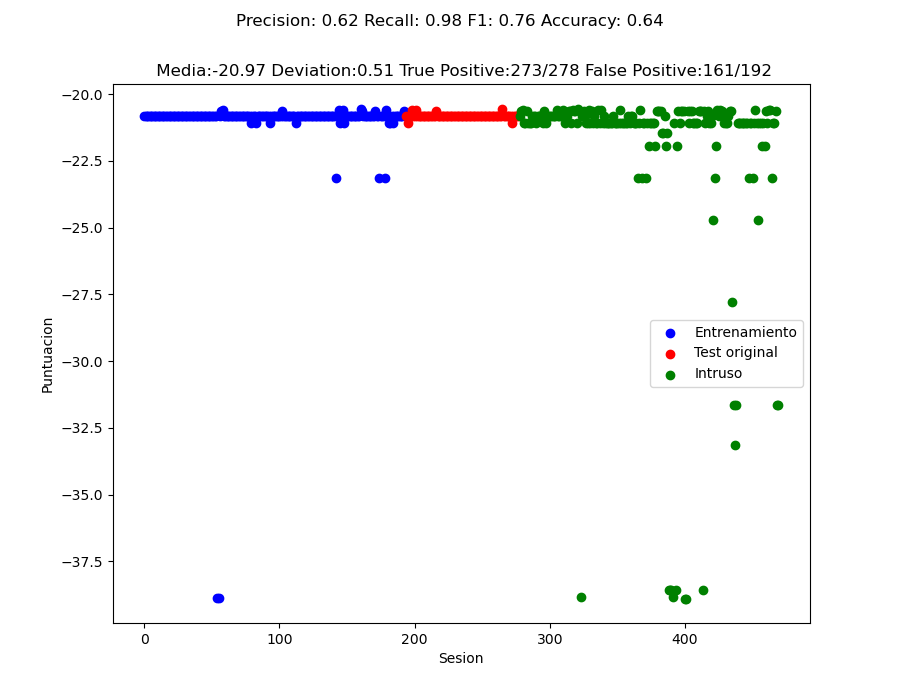 Precision: 0.62 Recall: 0.98 F1: 0.76 Accuracy: 0.64
Media:-20.97 Deviation:0.51 True Positive:273/278 False Positive:161/192
−20.0
−22.5
−25.0
−27.5
−30.0
−32.5
−35.0
−37.5
Puntuacion
Entrenamiento
Test original
Intruso
0
100
200
300
400
Sesion